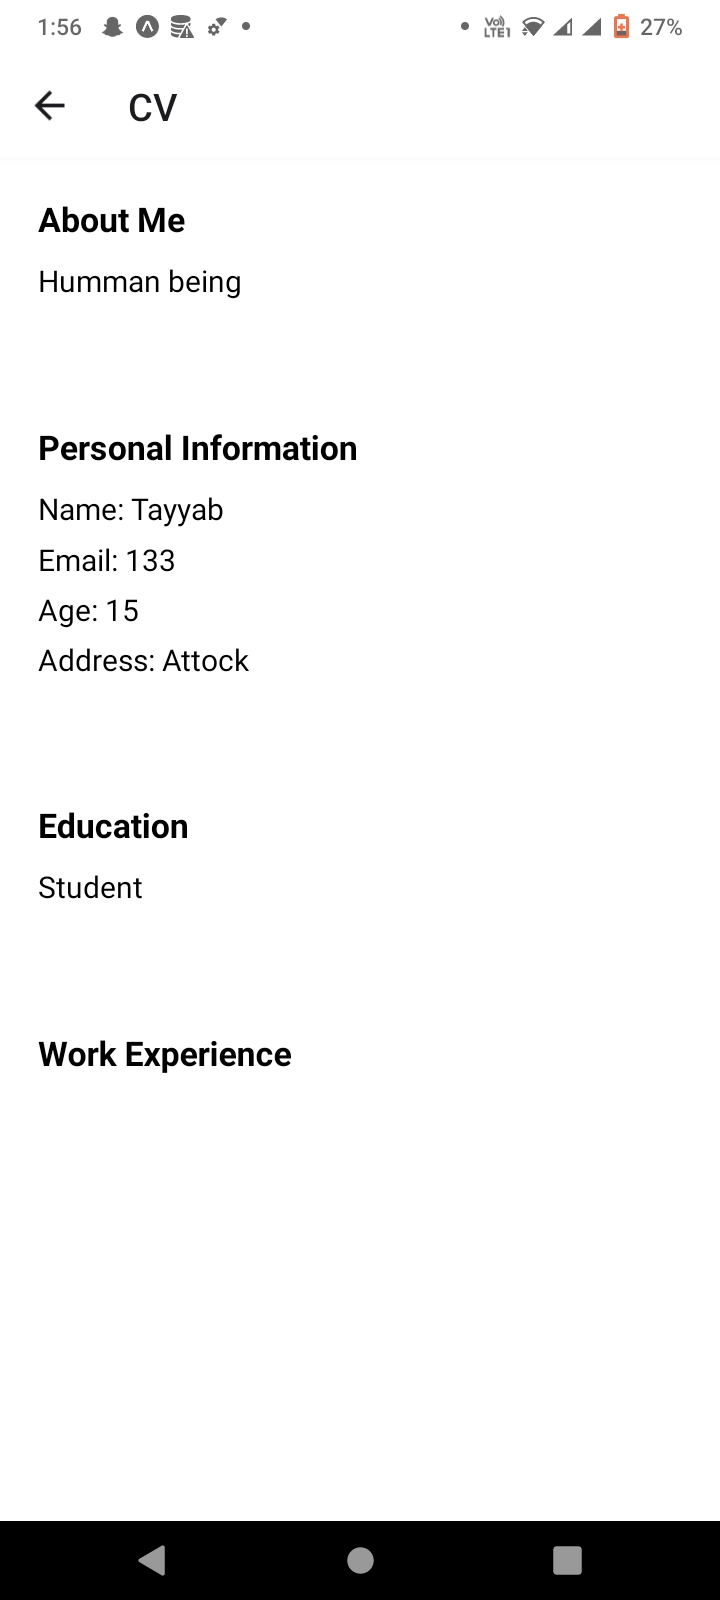 1:56
Vo)) LTE1 27%
CV
About Me
Humman being
Personal Information
Name: Tayyab
Email: 133
Age: 15
Address: Attock
Education
Student
Work Experience